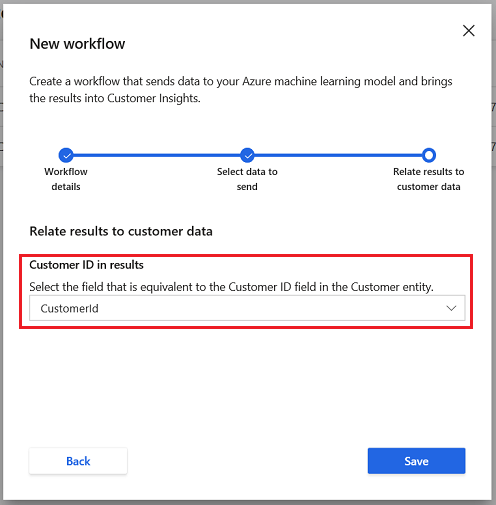 New workflow
Create a workflow that sends data to your Azure machine learning model and brings
the results into Customer Insights.
Workflow
details
Select data to
send
Relate results to
customer data
Relate results to customer data
Customer ID in results
Select the field that is equivalent to the Customer ID field in the Customer entity.
CustomerId
Back
Save